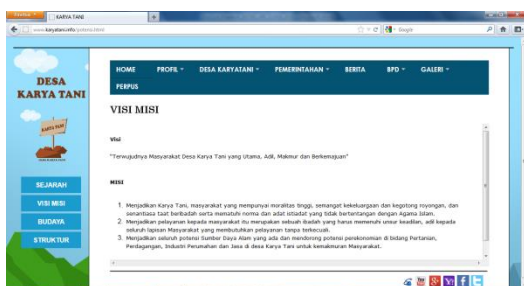 KARYA TANI
www.karyatani.info/potensi.html
Google
DESA
KARYA TANI
KARYA TANI
HOME PROFIL DESA KARYATANI PEMERINTAHAN BERITA BPD GALERI
PERPUS
VISI MISI
Visi
"Terwujudnya Masyarakat Desa Karya Tani yang Utama, Adil, Makmur dan Berkemajuan"
MISI
1. Menjadikan Karya Tani, masyarakat yang mempunyai moralitas tinggi, semangat kekeluargaan dan kegotong royongan, dan
senantiasa taat beribadah serta mematuhi norma dan adat istiadat yang tidak bertentangan dengan Agama Islam.
2. Menjadikan pelayanan kepada masyarakat itu merupakan sebuah ibadah yang harus memenuhi unsur keadilan, adil kepada
seluruh lapisan Masyarakat yang membutuhkan pelayanan tanpa terkecuali.
3. Menjadikan seluruh potensi Sumber Daya Alam yang ada dan mendorong potensi perekonomian di bidang Pertanian,
Perdagangan, Industri Perumahan dan Jasa di desa Karya Tani untuk kemakmuran Masyarakat.
SEJARAH
VISI MISI
BUDAYA
STRUKTUR